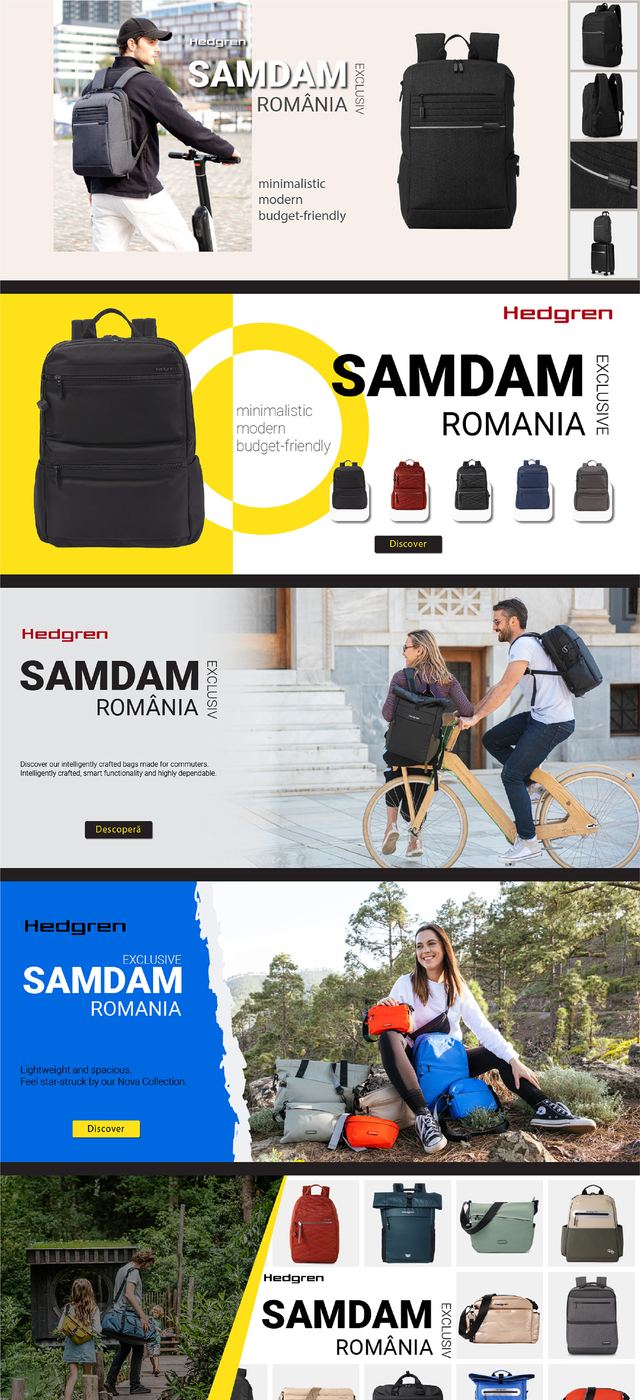 Hedgren
SAMDAM
ROMÂNIA
EXCLUSIV
minimalistic
modern
budget-friendly
Hedgren
SAMDAM
ROMANIA
EXCLUSIVE
minimalistic
modern
budget-friendly
Discover
Hedgren
SAMDAM
ROMÂNIA
EXCLUSIV
Discover our intelligently crafted bags made for commuters.
Intelligently crafted, smart functionality and highly dependable.
Descoperă
Hedgren
EXCLUSIVE
SAMDAM
ROMANIA
Lightweight and spacious.
Feel star-struck by our Nova Collection.
Discover
Hedgren
SAMDAM
ROMÂNIA
EXCLUSIV